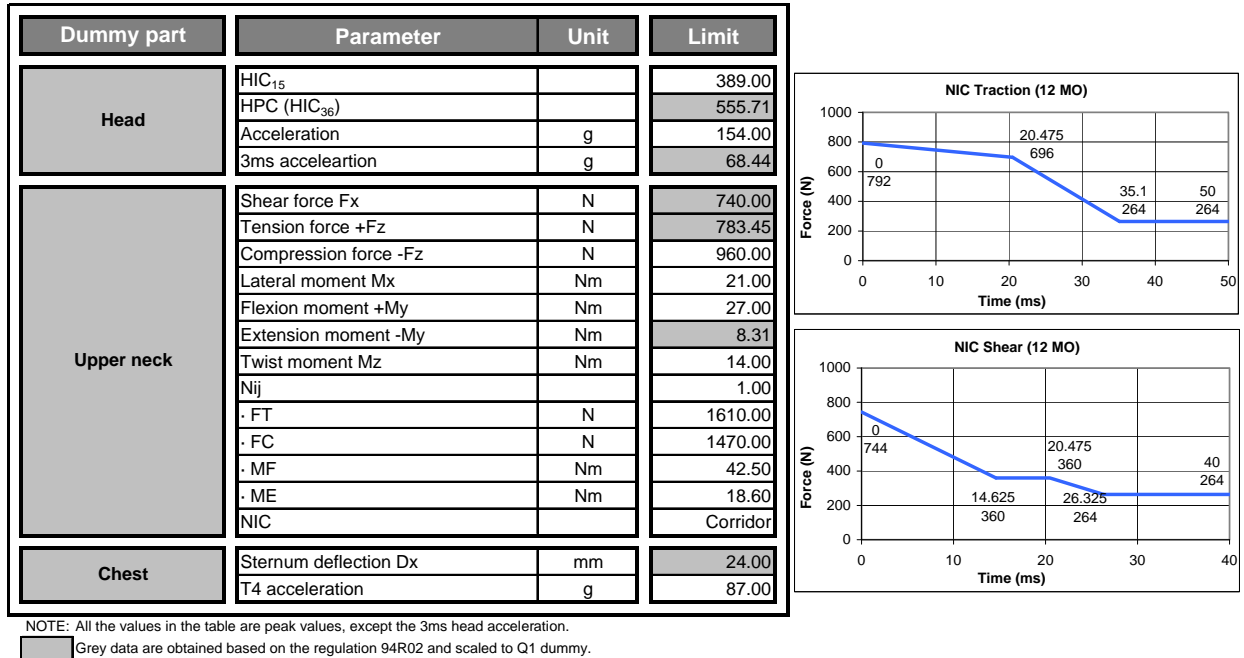 Dummy part Parameter Unit Limit
Head
HIC15 389.00
HPC (HIC36) 555.71
Acceleration g 154.00
3ms acceleartion g 68.44
Upper neck
Shear force Fx N 740.00
Tension force +Fz N 783.45
Compression force -Fz N 960.00
Lateral moment Mx Nm 21.00
Flexion moment +My Nm 27.00
Extension moment -My Nm 8.31
Twist moment Mz Nm 14.00
Nij 1.00
· FT N 1610.00
· FC N 1470.00
· MF Nm 42.50
· ME Nm 18.60
NIC Corridor
Chest
Sternum deflection Dx mm 24.00
T4 acceleration g 87.00
NOTE: All the values in the table are peak values, except the 3ms head acceleration.
Grey data are obtained based on the regulation 94R02 and scaled to Q1 dummy.
NIC Traction (12 MO)
Force (N)
1000
800
600
400
200
0
0
792
20.475
696
35.1
264
50
264
0 10 20 30 40 50
Time (ms)
NIC Shear (12 MO)
Force (N)
1000
800
600
400
200
0
0
744
14.625
360
20.475
360
26.325
264
40
264
0 10 20 30 40
Time (ms)